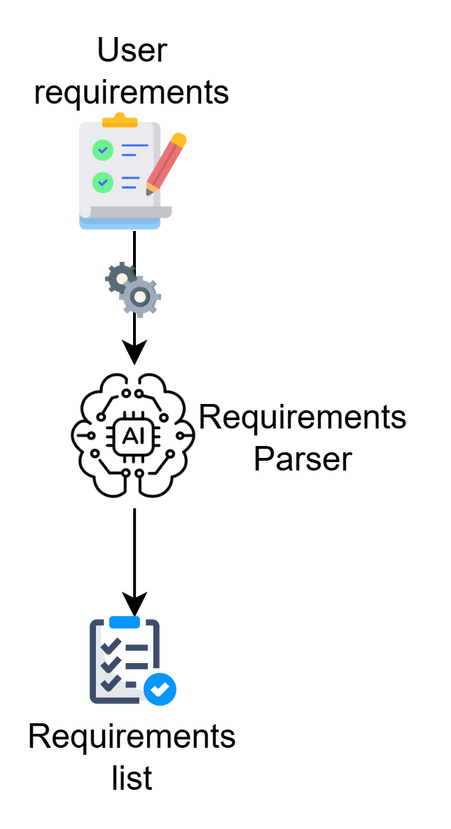 User
requirements
AI
Requirements
Parser
Requirements
list